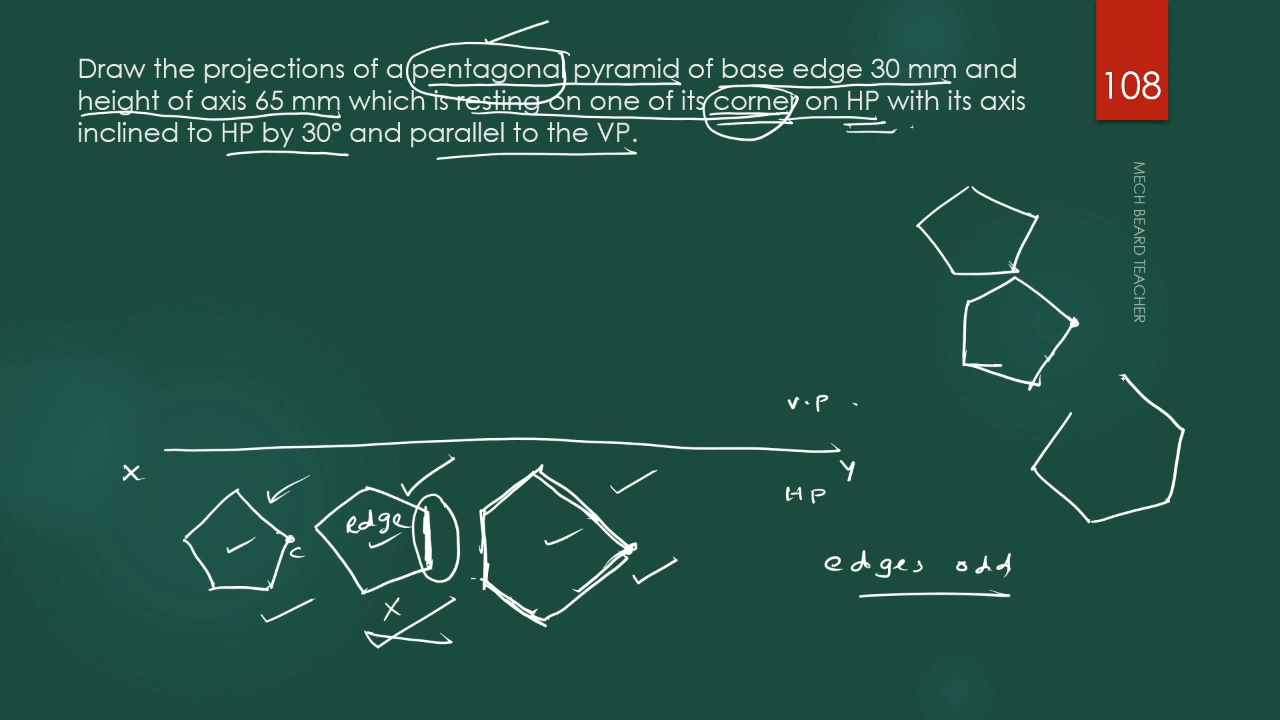 Draw the projections of a pentagonal pyramid of base edge 30 mm and
height of axis 65 mm which is resting on one of its corner on HP with its axis
inclined to HP by 30° and parallel to the VP.
108
MECH BEARD TEACHER
V.P
X
Y
HP
edge
c
X
edges odd